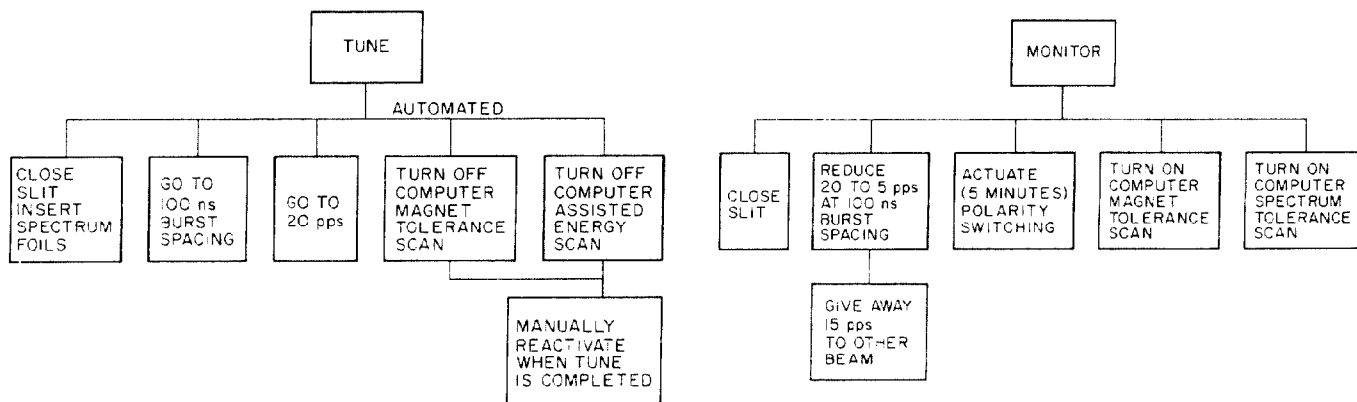 TUNE
AUTOMATED
CLOSE
SLIT
INSERT
SPECTRUM
FOILS
GO TO
100 ns
BURST
SPACING
GO TO
20 pps
TURN OFF
COMPUTER
MAGNET
TOLERANCE
SCAN
TURN OFF
COMPUTER
ASSISTED
ENERGY
SCAN
MANUALLY
REACTIVATE
WHEN TUNE
IS COMPLETED
MONITOR
CLOSE
SLIT
REDUCE
20 TO 5 pps
AT 100 ns
BURST
SPACING
ACTUATE
(5 MINUTES)
POLARITY
SWITCHING
TURN ON
COMPUTER
MAGNET
TOLERANCE
SCAN
TURN ON
COMPUTER
SPECTRUM
TOLERANCE
SCAN
GIVE AWAY
15 pps
TO OTHER
BEAM